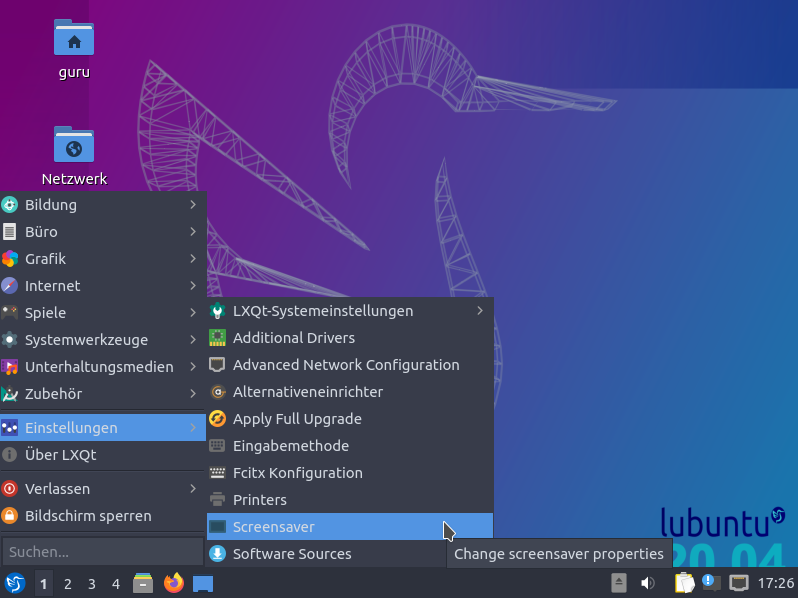 guru
Netzwerk
Bildung
Büro
Grafik
Internet
Spiele
Systemwerkzeuge
Unterhaltungsmedien
Zubehör
Einstellungen
Über LXQt
Verlassen
Bildschirm sperren
Suchen...
LXQt-Systemeinstellungen
Additional Drivers
Advanced Network Configuration
Alternativeneinrichter
Apply Full Upgrade
Eingabemethode
Fcitx Konfiguration
Printers
Screensaver
Software Sources
Change screensaver properties
lubuntu
20.04
1 2 3 4
17:26